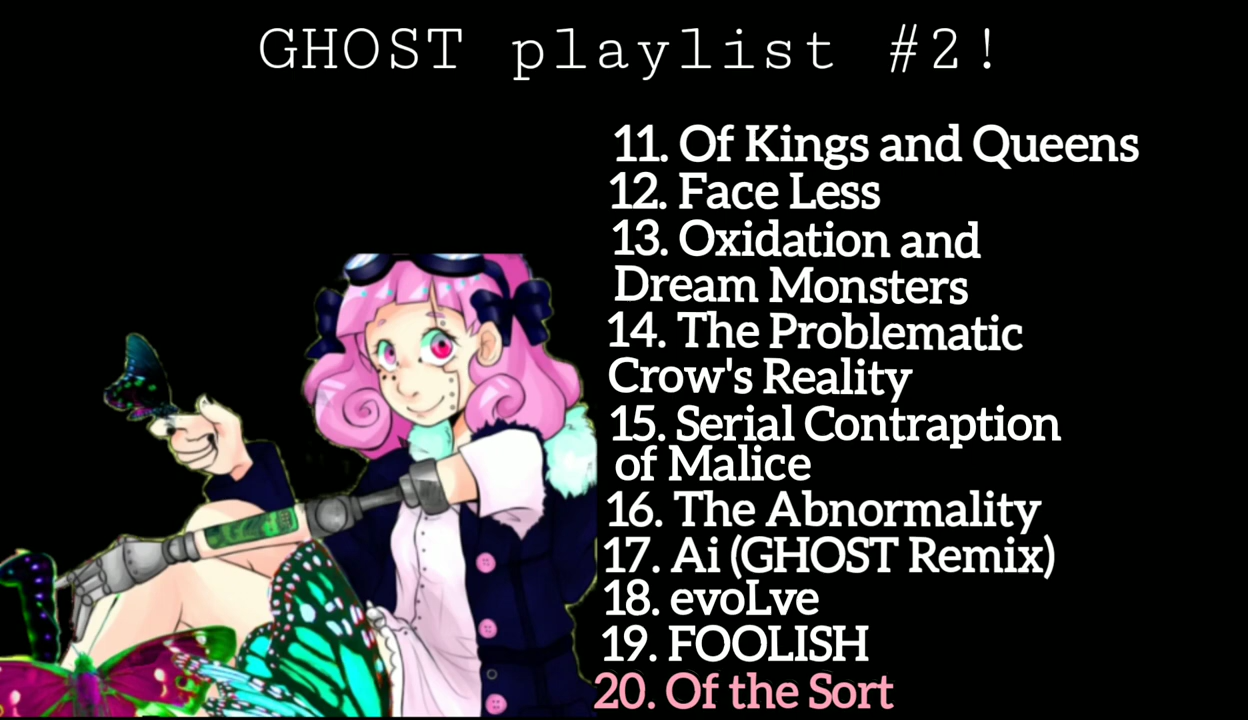 GHOST playlist #2!
11. Of Kings and Queens
12. Face Less
13. Oxidation and
Dream Monsters
14. The Problematic
Crow's Reality
15. Serial Contraption
of Malice
16. The Abnormality
17. Ai (GHOST Remix)
18. evoLve
19. FOOLISH
20. Of the Sort